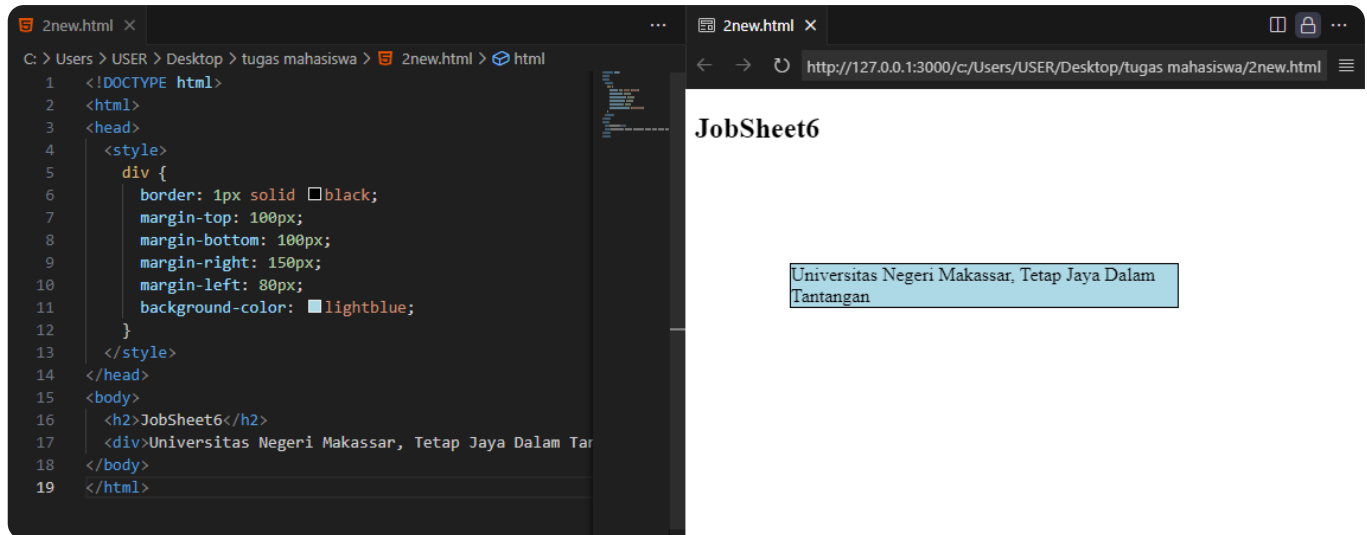 2new.html
C: > Users > USER > Desktop > tugas mahasiswa > 2new.html > html
1 <!DOCTYPE html>
2 <html>
3 <head>
4 <style>
5 div {
6 border: 1px solid black;
7 margin-top: 100px;
8 margin-bottom: 100px;
9 margin-right: 150px;
10 margin-left: 80px;
11 background-color: lightblue;
12 }
13 </style>
14 </head>
15 <body>
16 <h2>JobSheet6</h2>
17 <div>Universitas Negeri Makassar, Tetap Jaya Dalam Tan
18 </body>
19 </html>
2new.html
http://127.0.0.1:3000/c:/Users/USER/Desktop/tugas mahasiswa/2new.html
JobSheet6
Universitas Negeri Makassar, Tetap Jaya Dalam
Tantangan